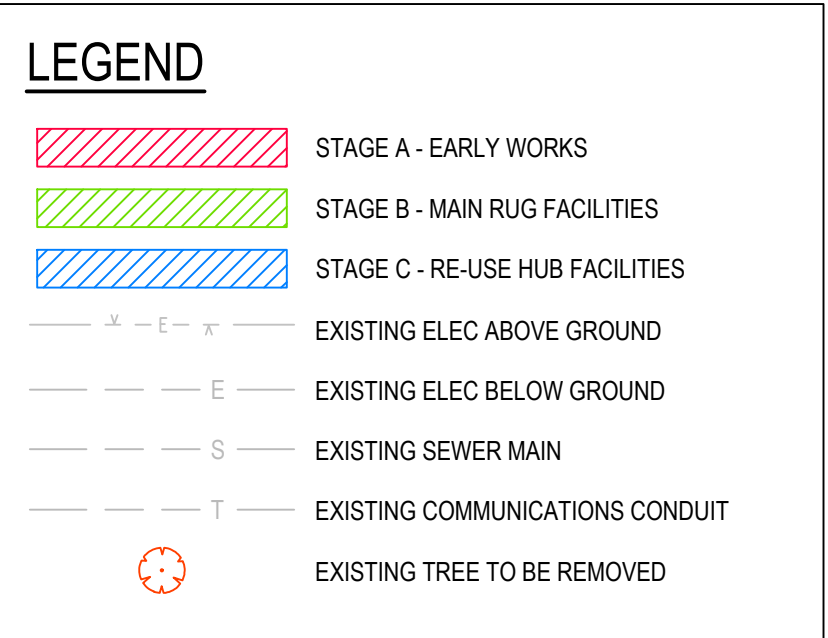 LEGEND
STAGE A - EARLY WORKS
STAGE B - MAIN RUG FACILITIES
STAGE C - RE-USE HUB FACILITIES
E EXISTING ELEC ABOVE GROUND
E EXISTING ELEC BELOW GROUND
S EXISTING SEWER MAIN
T EXISTING COMMUNICATIONS CONDUIT
EXISTING TREE TO BE REMOVED